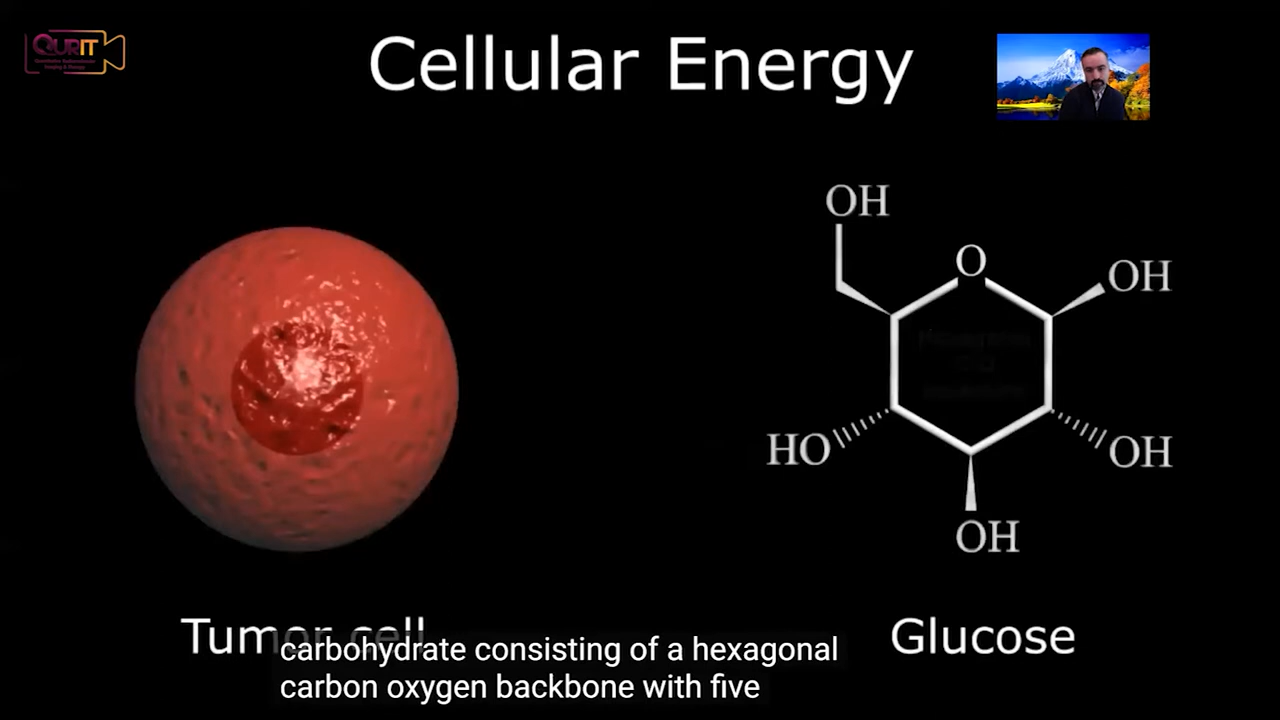 QURIT
Cellular Energy
OH
O
OH
HO
OH
OH
Tumor cell
Glucose
carbohydrate consisting of a hexagonal
carbon oxygen backbone with five